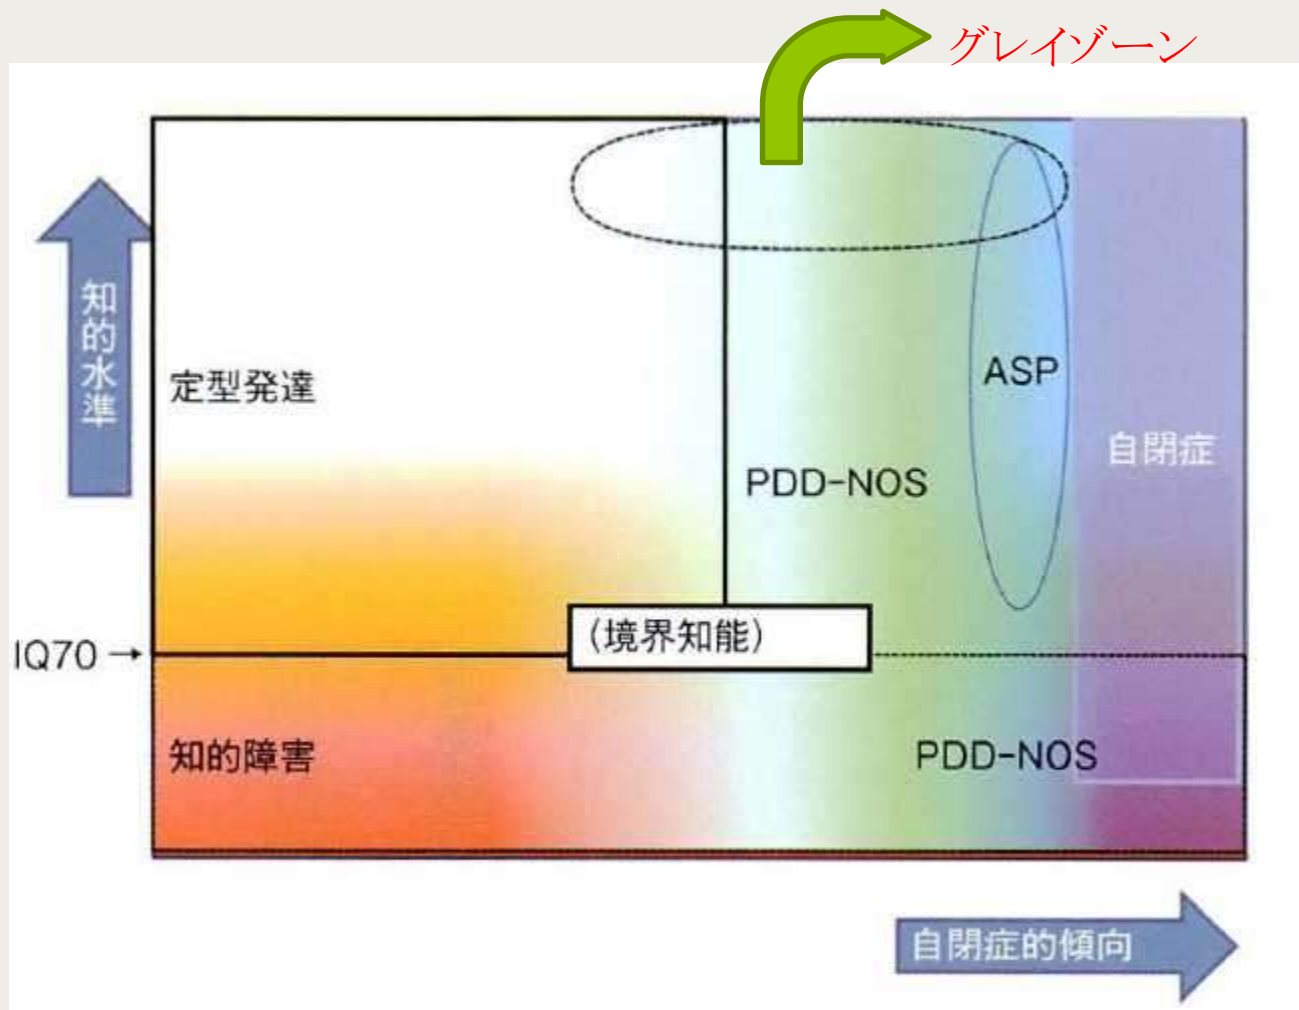 グレイゾーン
知的水準
定型発達
ASP
自閉症
PDD-NOS
(境界知能)
IQ70→
知的障害
PDD-NOS
自閉症的傾向